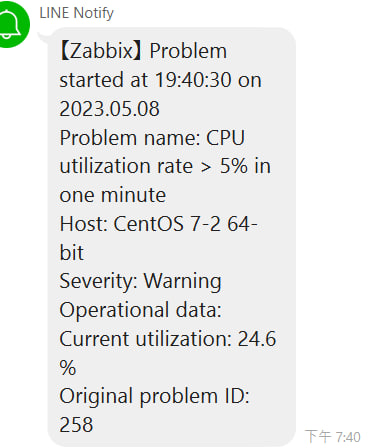 LINE Notify
【Zabbix】Problem
started at 19:40:30 on
2023.05.08
Problem name: CPU
utilization rate > 5% in
one minute
Host: CentOS 7-2 64-
bit
Severity: Warning
Operational data:
Current utilization: 24.6
%
Original problem ID:
258
下午 7:40